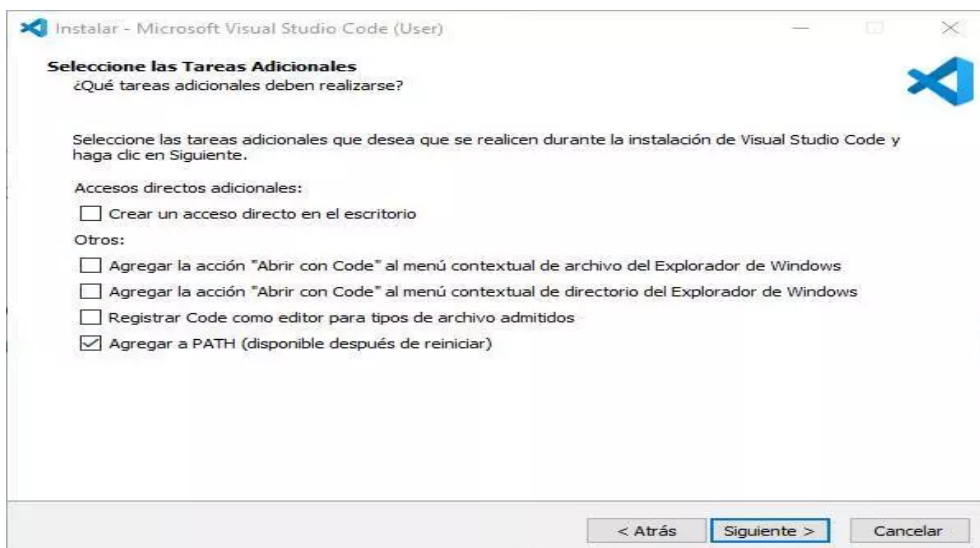 Instalar - Microsoft Visual Studio Code (User)
Seleccione las Tareas Adicionales
¿Qué tareas adicionales deben realizarse?
Seleccione las tareas adicionales que desea que se realicen durante la instalación de Visual Studio Code y
haga clic en Siguiente.
Accesos directos adicionales:
Crear un acceso directo en el escritorio
Otros:
Agregar la acción "Abrir con Code" al menú contextual de archivo del Explorador de Windows
Agregar la acción "Abrir con Code" al menú contextual de directorio del Explorador de Windows
Registrar Code como editor para tipos de archivo admitidos
Agregar a PATH (disponible después de reiniciar)
< Atrás Siguiente > Cancelar